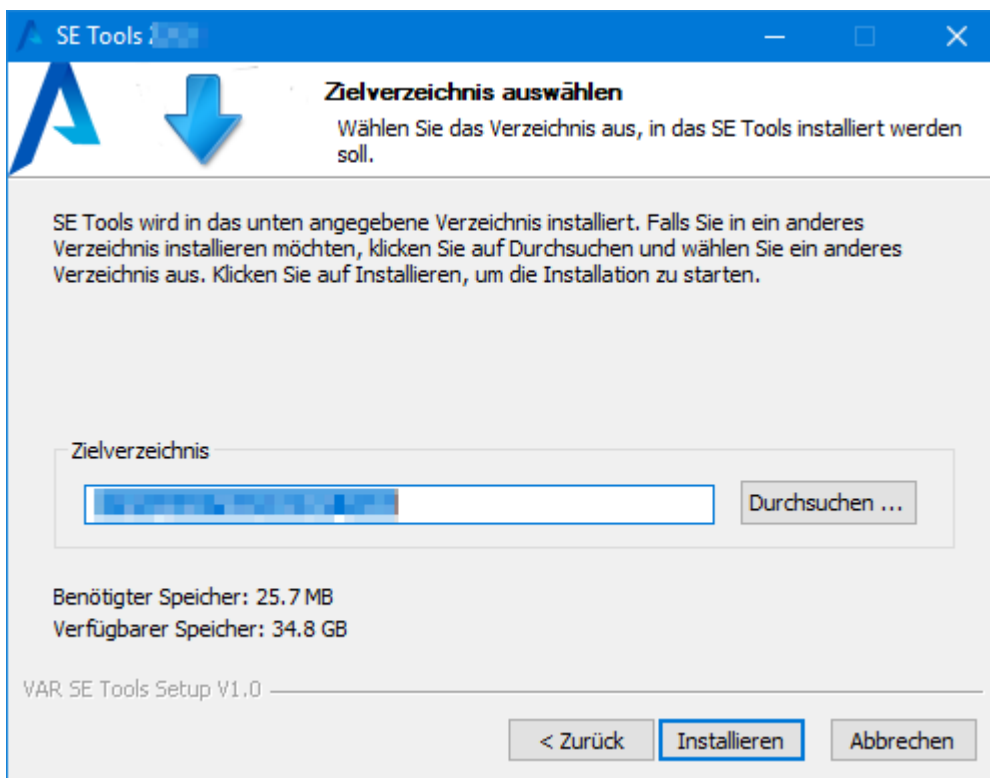 SE Tools
Zielverzeichnis auswählen
Wählen Sie das Verzeichnis aus, in das SE Tools installiert werden
soll.
SE Tools wird in das unten angegebene Verzeichnis installiert. Falls Sie in ein anderes
Verzeichnis installieren möchten, klicken Sie auf Durchsuchen und wählen Sie ein anderes
Verzeichnis aus. Klicken Sie auf Installieren, um die Installation zu starten.
Zielverzeichnis
Durchsuchen ...
Benötigter Speicher: 25.7 MB
Verfügbarer Speicher: 34.8 GB
VAR SE Tools Setup V1.0
< Zurück Installieren Abbrechen